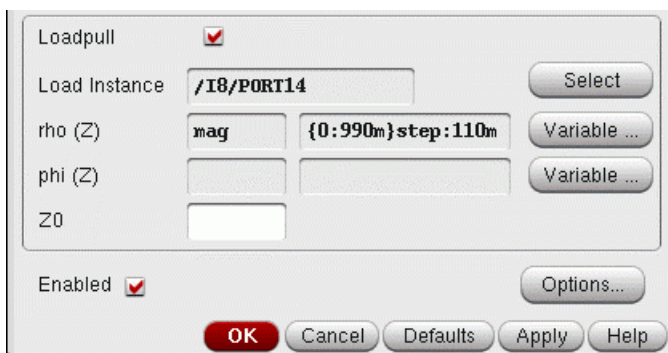 Loadpull
Load Instance /I8/PORT14 Select
rho (Z) mag {0:990m}step:110m Variable ...
phi (Z) Variable ...
Z0
Enabled Options...
OK Cancel Defaults Apply Help